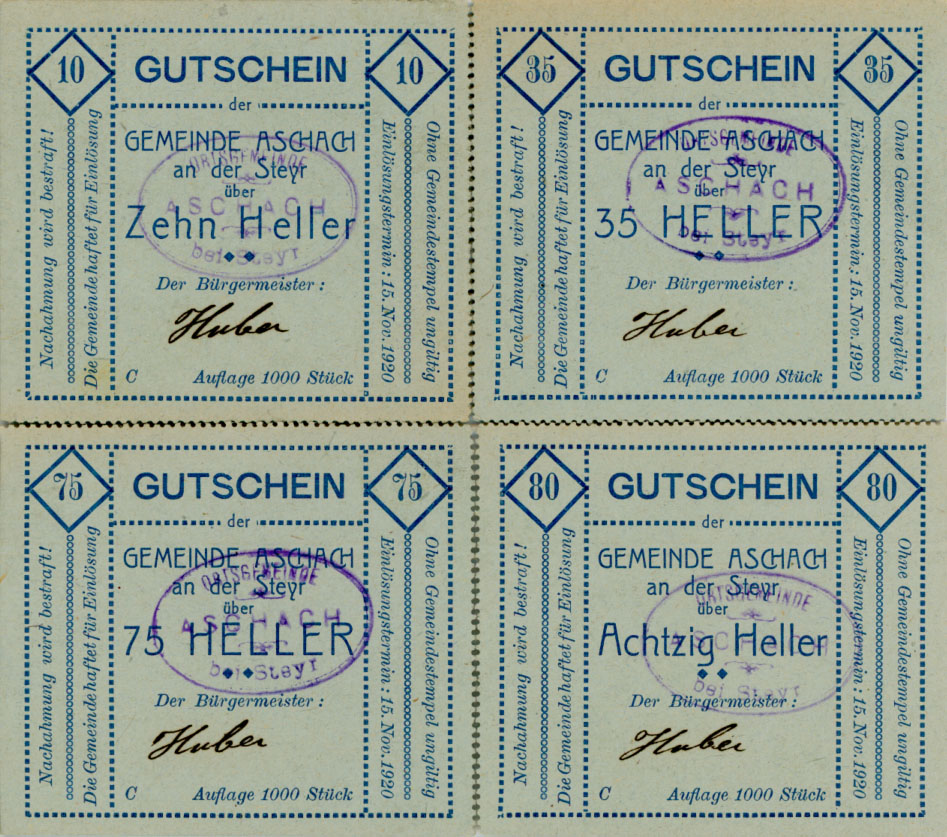 10
GUTSCHEIN
10
der
GEMEINDE ASCHACH
an der Steyr
über
Zehn Heller
Der Bürgermeister :
Huber
C Auflage 1000 Stück
Nachahmung wird bestraft!
Die Gemeinde haftet für Einlösung
Einlösungstermin : 15. Nov. 1920
Ohne Gemeindestempel ungiltig
ORTSGEMEINDE
ASCHACH
bei Steyr
35
GUTSCHEIN
35
der
GEMEINDE ASCHACH
an der Steyr
über
35 HELLER
Der Bürgermeister :
Huber
C Auflage 1000 Stück
Nachahmung wird bestraft!
Die Gemeinde haftet für Einlösung
Einlösungstermin : 15. Nov. 1920
Ohne Gemeindestempel ungiltig
ORTSGEMEINDE
ASCHACH
bei Steyr
75
GUTSCHEIN
75
der
GEMEINDE ASCHACH
an der Steyr
über
75 HELLER
Der Bürgermeister :
Huber
C Auflage 1000 Stück
Nachahmung wird bestraft!
Die Gemeinde haftet für Einlösung
Einlösungstermin : 15. Nov. 1920
Ohne Gemeindestempel ungiltig
ORTSGEMEINDE
ASCHACH
bei Steyr
80
GUTSCHEIN
80
der
GEMEINDE ASCHACH
an der Steyr
über
Achtzig Heller
Der Bürgermeister :
Huber
C Auflage 1000 Stück
Nachahmung wird bestraft!
Die Gemeinde haftet für Einlösung
Einlösungstermin : 15. Nov. 1920
Ohne Gemeindestempel ungiltig
ORTSGEMEINDE
ASCHACH
bei Steyr